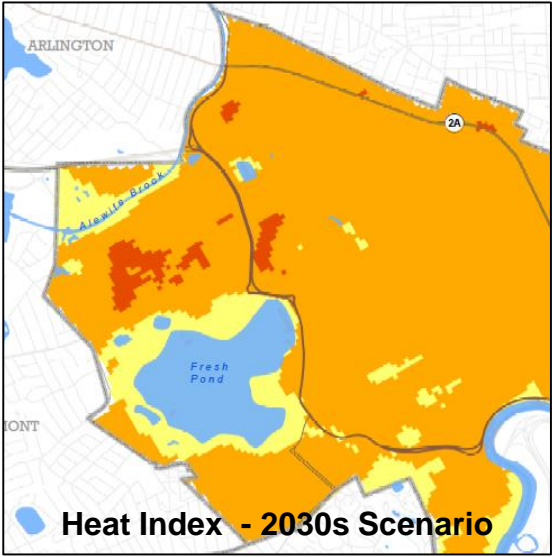 ARLINGTON
2A
Alewife Brook
Fresh
Pond
MONT
Heat Index - 2030s Scenario